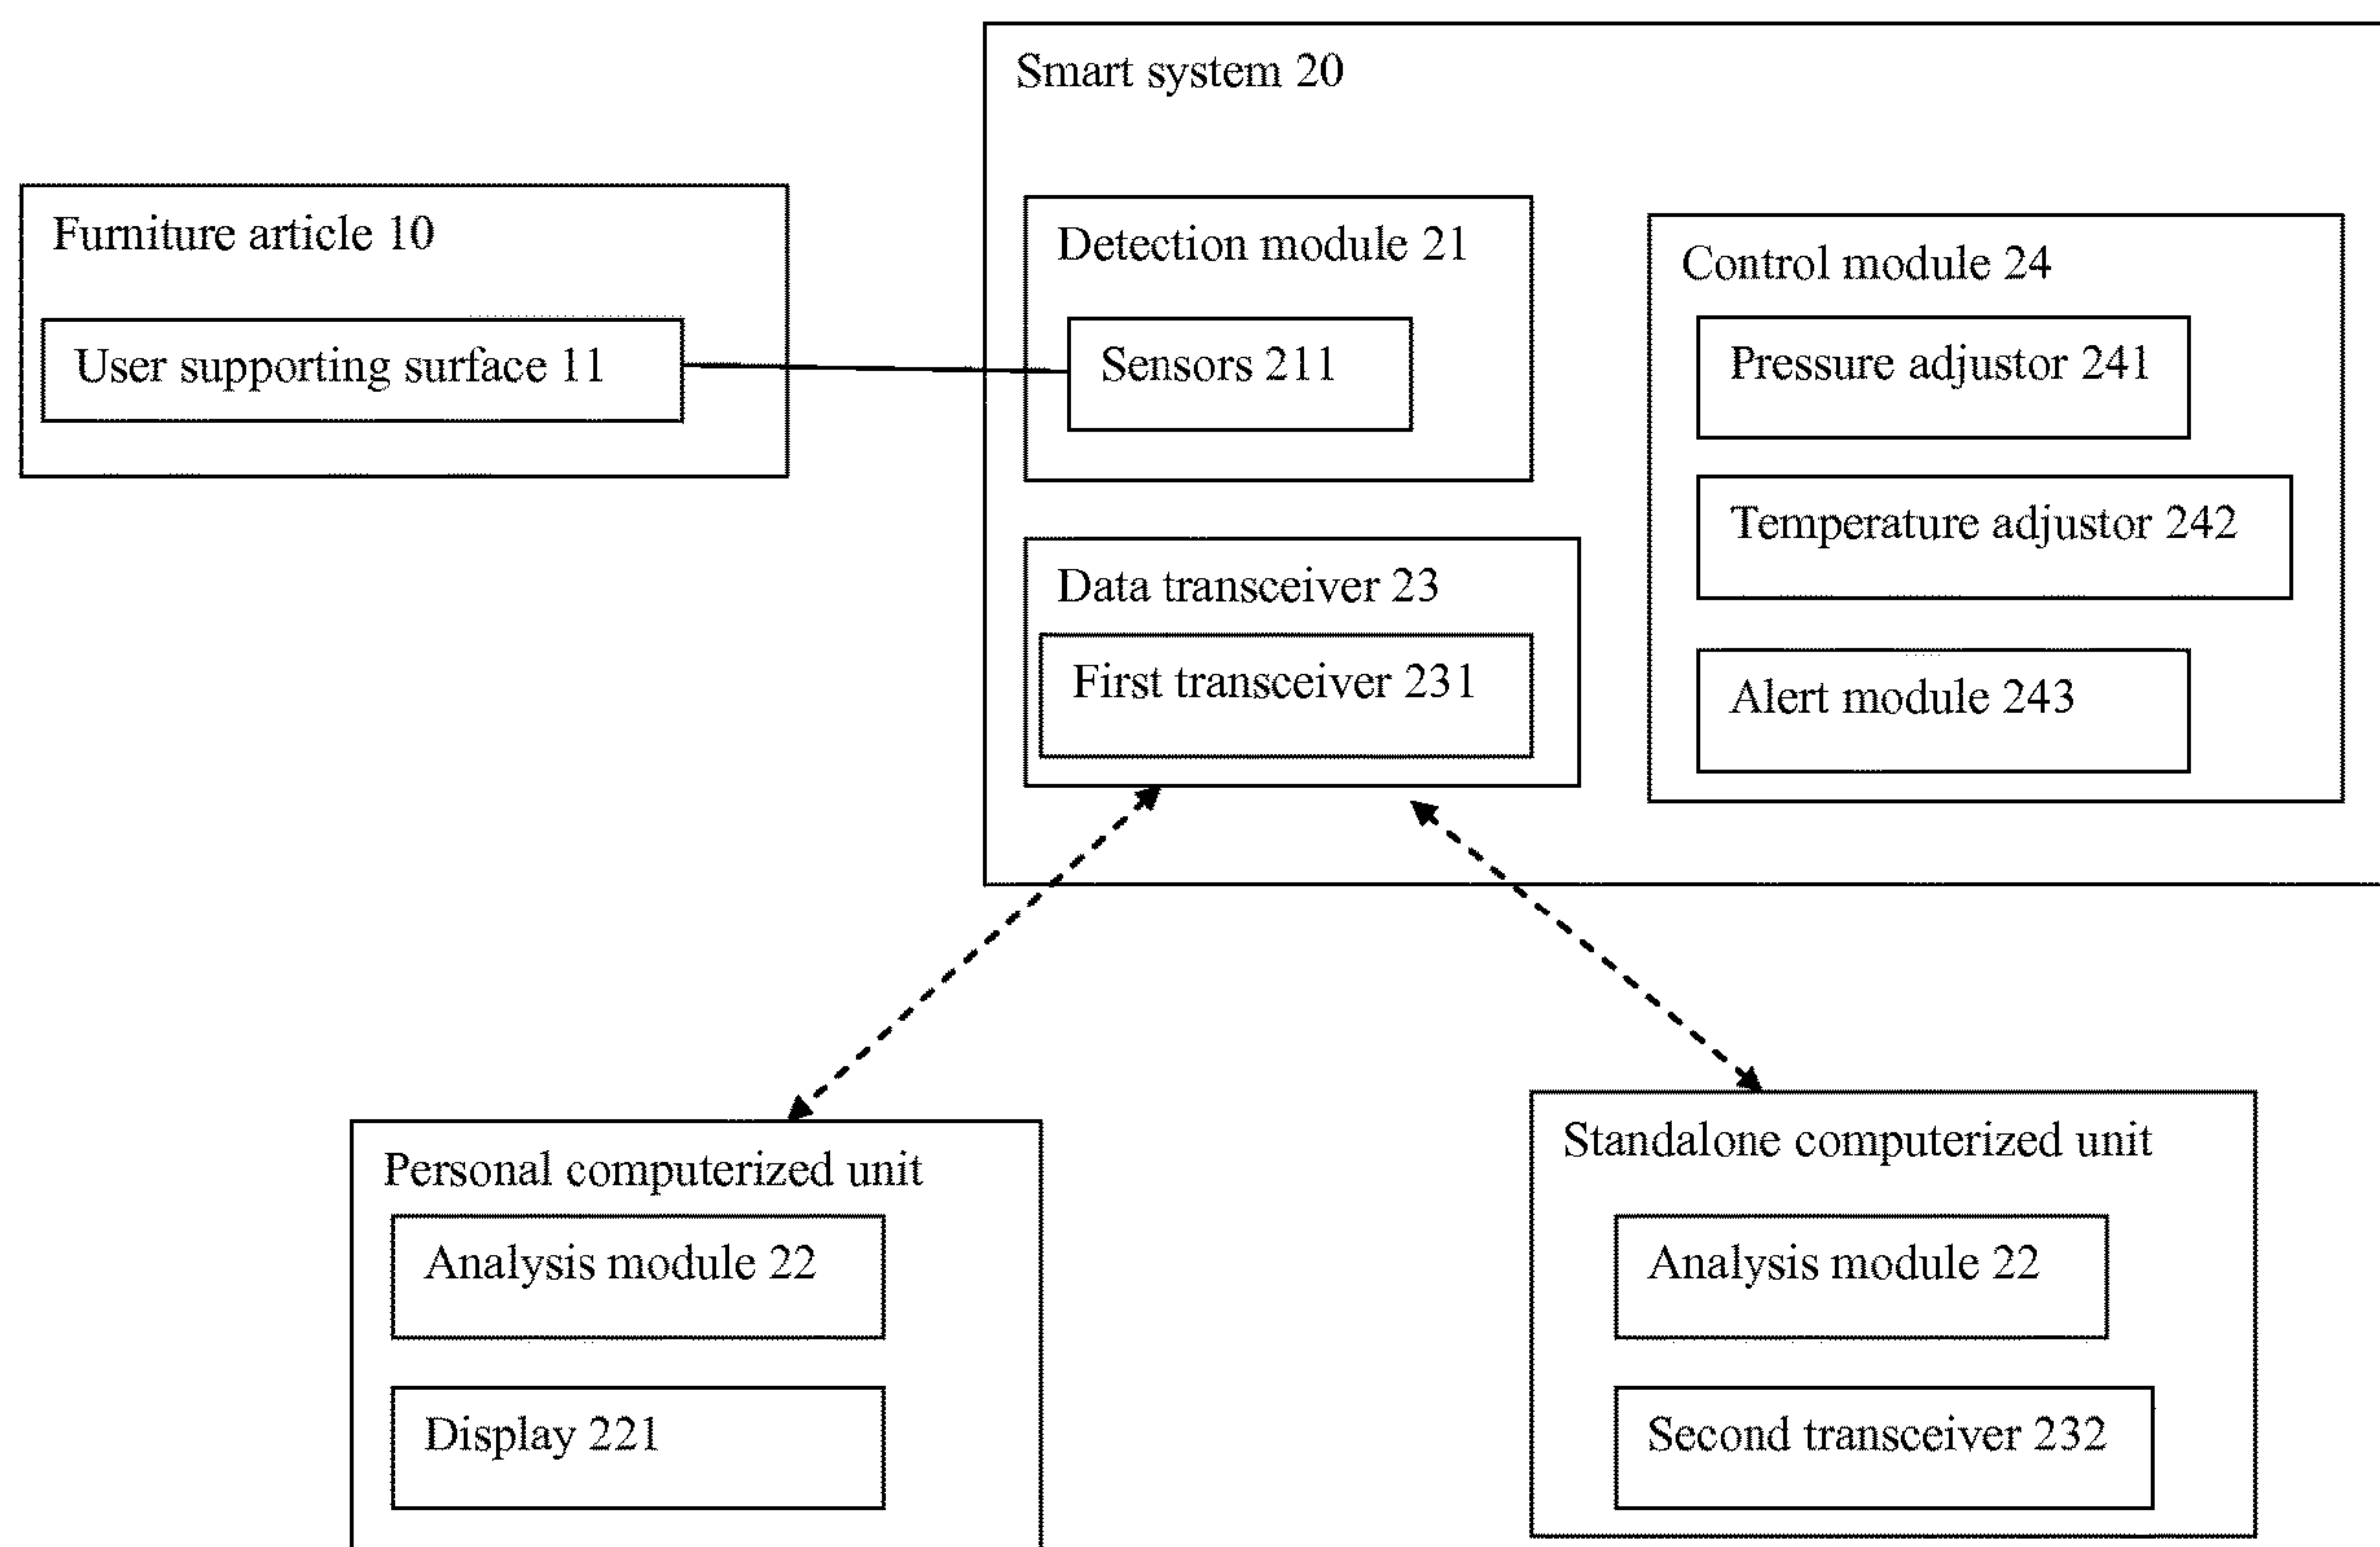 Smart system 20
Furniture article 10
User supporting surface 11
Detection module 21
Sensors 211
Data transceiver 23
First transceiver 231
Control module 24
Pressure adjustor 241
Temperature adjustor 242
Alert module 243
Personal computerized unit
Analysis module 22
Display 221
Standalone computerized unit
Analysis module 22
Second transceiver 232